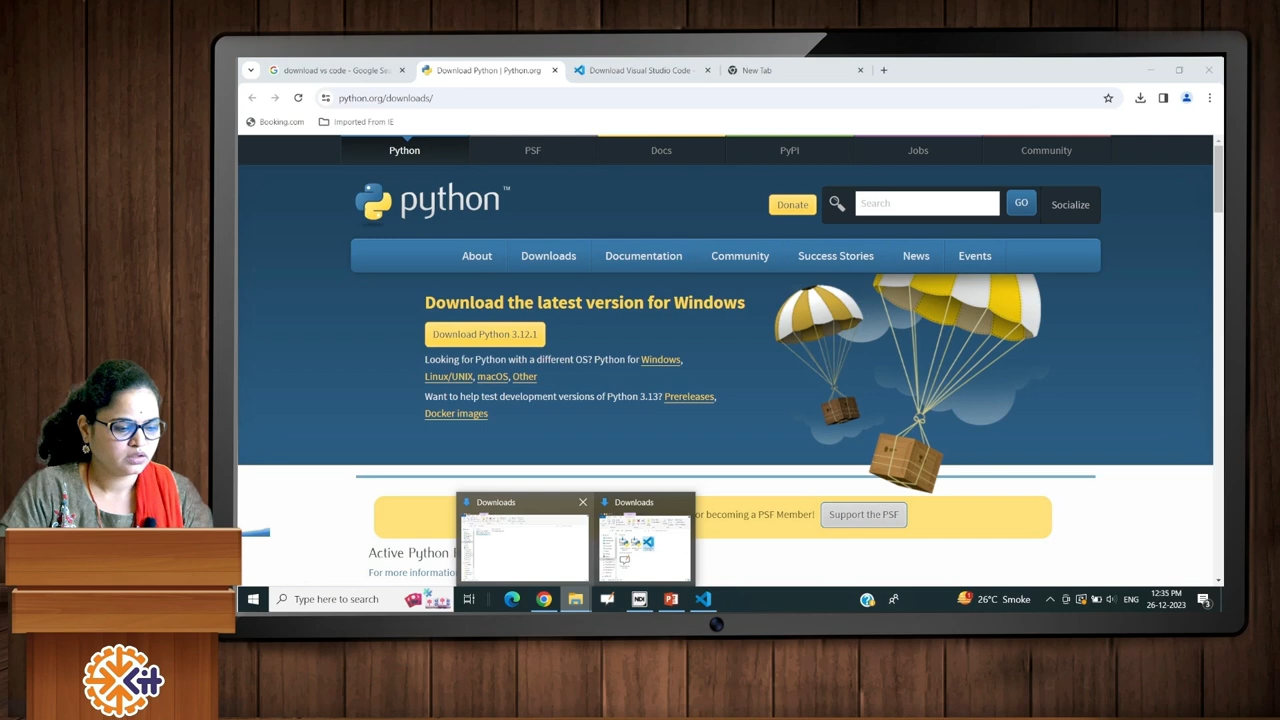 download vs code - Google Se
Download Python | Python.org
Download Visual Studio Code -
New Tab
python.org/downloads/
Booking.com
Imported From IE
Python
PSF
Docs
PyPI
Jobs
Community
python™
Donate
Search
GO
Socialize
About
Downloads
Documentation
Community
Success Stories
News
Events
Download the latest version for Windows
Download Python 3.12.1
Looking for Python with a different OS? Python for Windows,
Linux/UNIX, macOS, Other
Want to help test development versions of Python 3.13? Prereleases,
Docker images
Downloads
Downloads
or becoming a PSF Member!
Support the PSF
Active Python
For more informatio
Type here to search
26°C Smoke
ENG
12:35 PM
26-12-2023
3
Kit